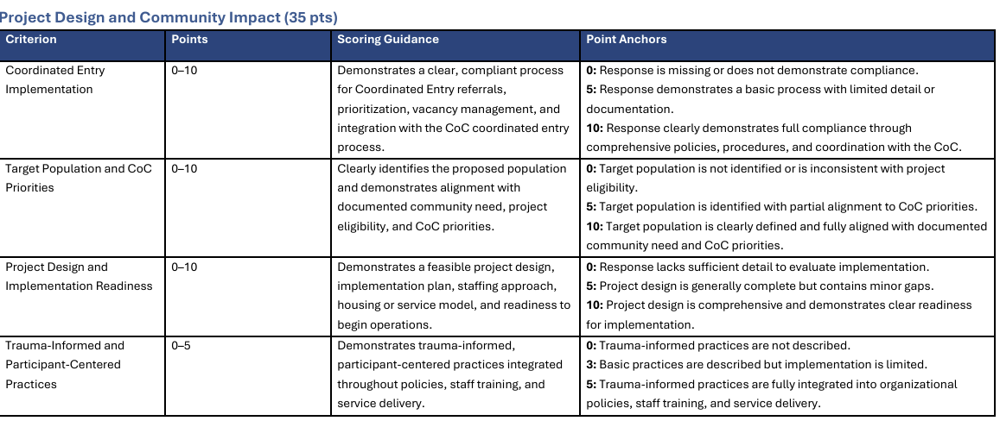 Project Design and Community Impact (35 pts)
Criterion
Points
Scoring Guidance
Point Anchors
Coordinated Entry
Implementation
0–10
Demonstrates a clear, compliant process
for Coordinated Entry referrals,
prioritization, vacancy management, and
integration with the CoC coordinated entry
process.
0: Response is missing or does not demonstrate compliance.
5: Response demonstrates a basic process with limited detail or
documentation.
10: Response clearly demonstrates full compliance through
comprehensive policies, procedures, and coordination with the CoC.
Target Population and CoC
Priorities
0–10
Clearly identifies the proposed population
and demonstrates alignment with
documented community need, project
eligibility, and CoC priorities.
0: Target population is not identified or is inconsistent with project
eligibility.
5: Target population is identified with partial alignment to CoC priorities.
10: Target population is clearly defined and fully aligned with documented
community need and CoC priorities.
Project Design and
Implementation Readiness
0–10
Demonstrates a feasible project design,
implementation plan, staffing approach,
housing or service model, and readiness to
begin operations.
0: Response lacks sufficient detail to evaluate implementation.
5: Project design is generally complete but contains minor gaps.
10: Project design is comprehensive and demonstrates clear readiness
for implementation.
Trauma-Informed and
Participant-Centered
Practices
0–5
Demonstrates trauma-informed,
participant-centered practices integrated
throughout policies, staff training, and
service delivery.
0: Trauma-informed practices are not described.
3: Basic practices are described but implementation is limited.
5: Trauma-informed practices are fully integrated into organizational
policies, staff training, and service delivery.